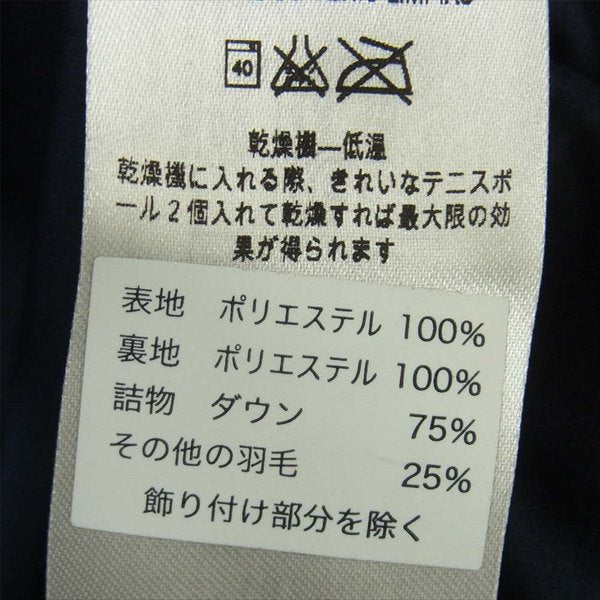 40
乾燥機—低温
乾燥機に入れる際、きれいなテニスボ
ール2個入れて乾燥すれば最大限の効
果が得られます
表地 ポリエステル 100%
裏地 ポリエステル 100%
詰物 ダウン 75%
その他の羽毛 25%
飾り付け部分を除く